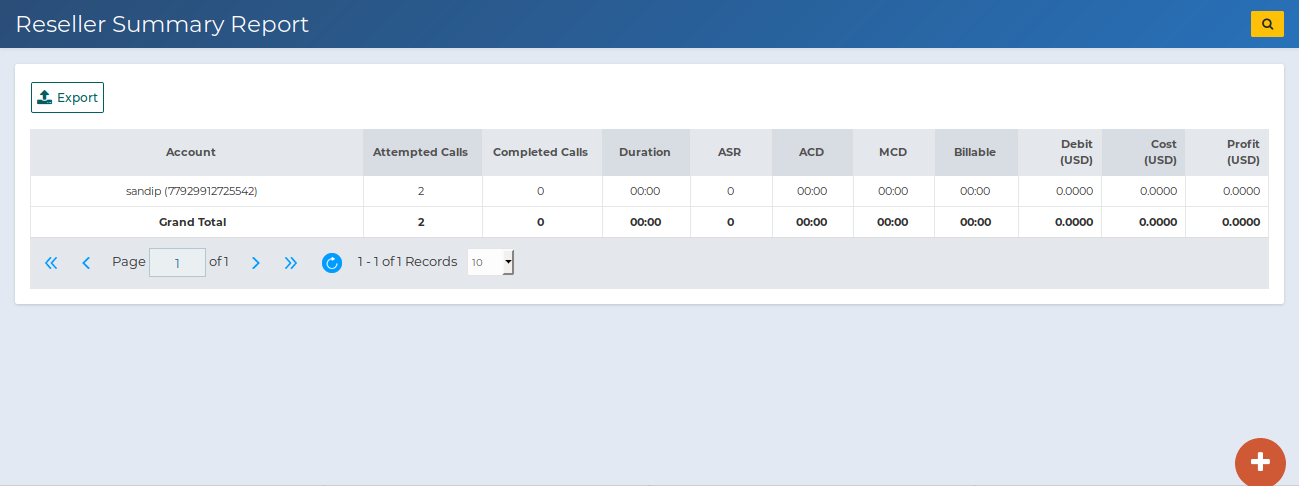 Reseller Summary Report
Export
Account Attempted Calls Completed Calls Duration ASR ACD MCD Billable Debit (USD) Cost (USD) Profit (USD)
sandip (77929912725542) 2 0 00:00 0 00:00 00:00 00:00 0.0000 0.0000 0.0000
Grand Total 2 0 00:00 0 00:00 00:00 00:00 0.0000 0.0000 0.0000
Page 1 of 1 1 - 1 of 1 Records 10